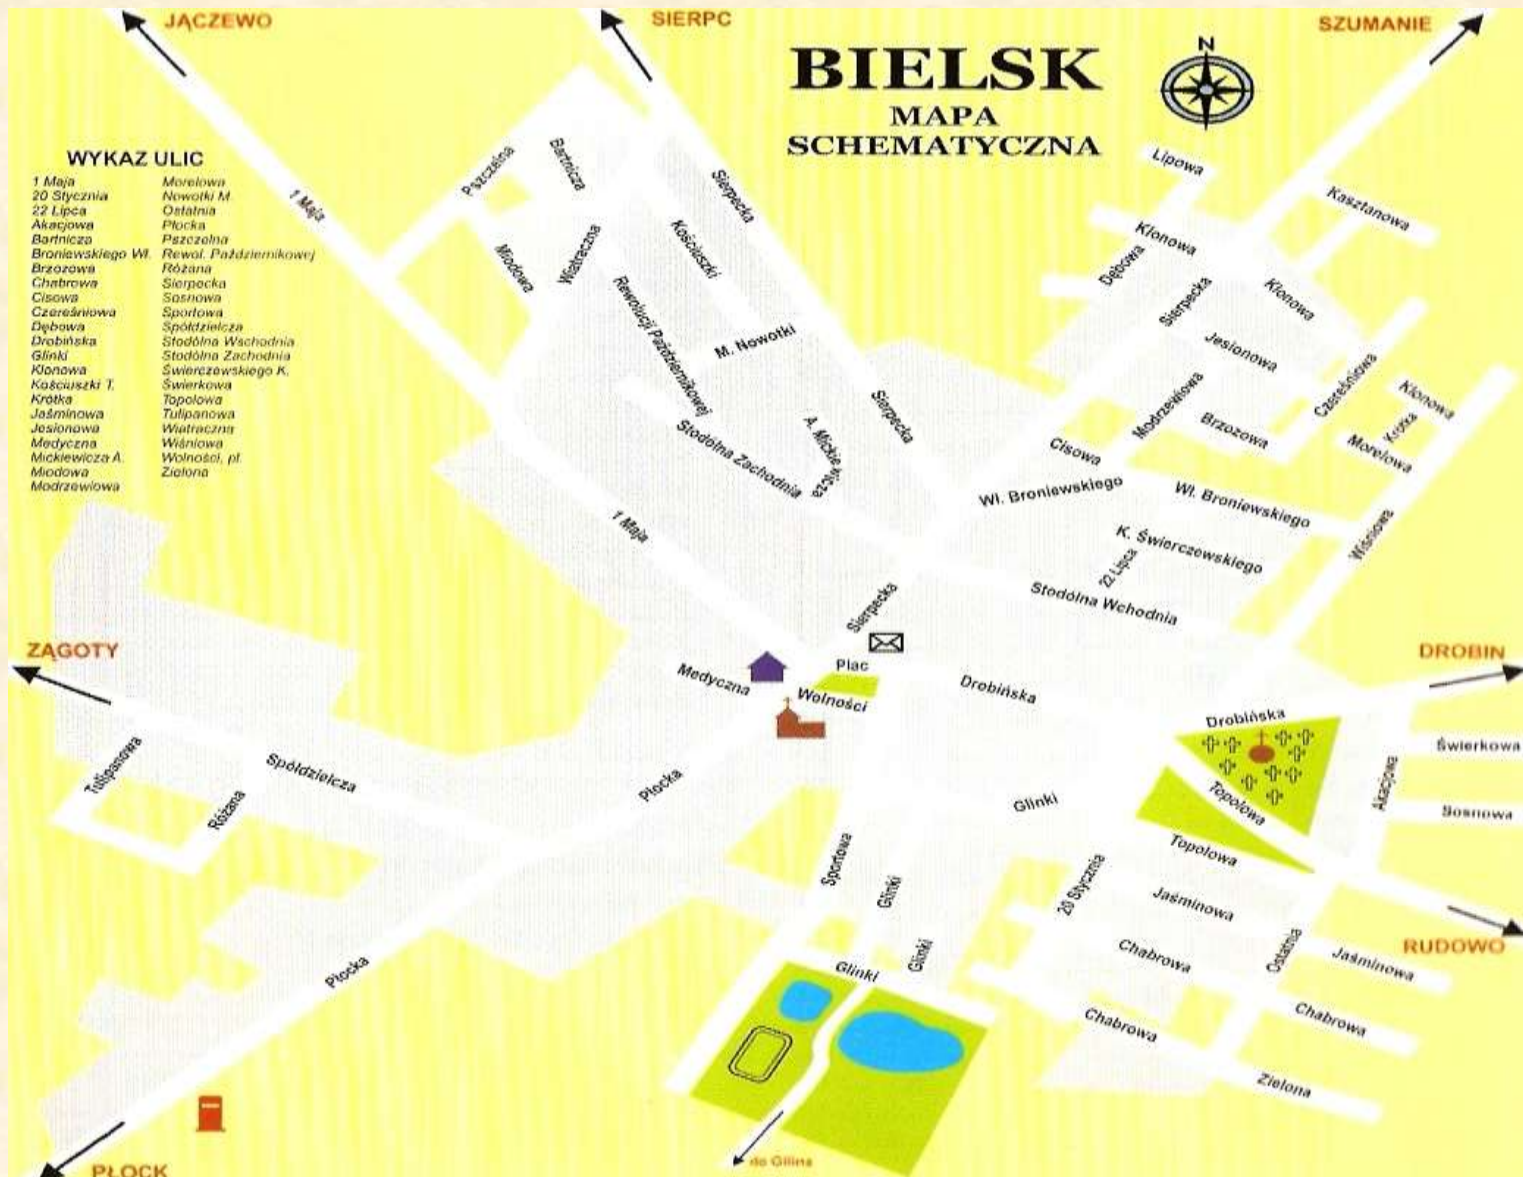 JĄCZEWO
SIERPC
SZUMANIE
BIELSK
MAPA
SCHEMATYCZNA
N
WYKAZ ULIC
1 Maja
20 Stycznia
22 Lipca
Akacjowa
Bartnicza
Broniewskiego Wł.
Brzozowa
Chabrowa
Cisowa
Czereśniowa
Dębowa
Drobińska
Glinki
Klonowa
Kościuszki T.
Krótka
Jaśminowa
Jesionowa
Medyczna
Mickiewicza A.
Miodowa
Modrzewiowa
Morelowa
Nowotki M
Ostatnia
Płocka
Pszczelna
Rewol. Październikowej
Różana
Sierpecka
Sosnowa
Sportowa
Spółdzielcza
Stodólna Wschodnia
Stodólna Zachodnia
Świerczewskiego K.
Świerkowa
Topolowa
Tulipanowa
Wiatraczna
Wiśniowa
Wolności, pl.
Zielona
1 Maja
Pszczelna
Bartnicza
Sierpecka
Lipowa
Kasztanowa
Klonowa
Dębowa
Miodowa
Wiatraczna
Kościuszki
Sierpecka
Klonowa
Rewolucji Październikowej
M. Nowotki
Jesionowa
Czereśniowa
Klonowa
Krótka
Morelowa
Modrzewiowa
Brzozowa
Sierpecka
A. Mickiewicza
Stodólna Zachodnia
Cisowa
Wł. Broniewskiego
Wł. Broniewskiego
K. Świerczewskiego
22 Lipca
Wiśniowa
1 Maja
Stodólna Wchodnia
Sierpecka
ZĄGOTY
DROBIN
Medyczna
Plac
Wolności
Drobińska
Drobińska
Świerkowa
Tulipanowa
Spółdzielcza
Różana
Płocka
Glinki
Topolowa
Akacjowa
Sosnowa
Sportowa
Glinki
20 Stycznia
Topolowa
Jaśminowa
RUDOWO
Płocka
Glinki
Glinki
Chabrowa
Ostatnia
Jaśminowa
Chabrowa
Chabrowa
Zielona
do Gilina
PŁOCK